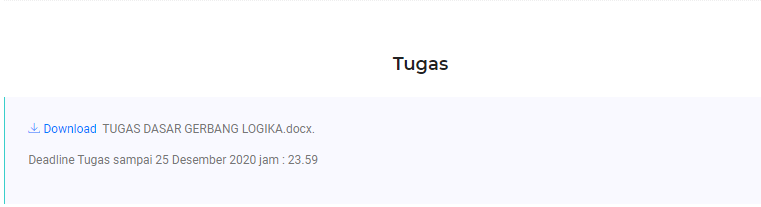 Tugas
Download TUGAS DASAR GERBANG LOGIKA.docx.
Deadline Tugas sampai 25 Desember 2020 jam : 23.59